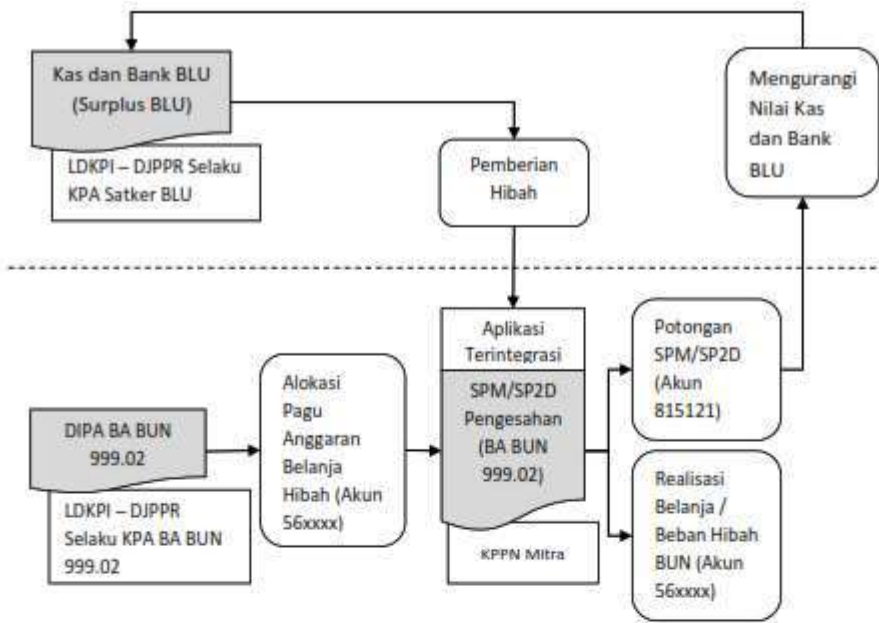 Kas dan Bank BLU
(Surplus BLU)
LDKPI – DJPPR Selaku
KPA Satker BLU
Pemberian
Hibah
Mengurangi
Nilai Kas
dan Bank
BLU
DIPA BA BUN
999.02
LDKPI – DJPPR
Selaku KPA BA BUN
999.02
Alokasi
Pagu
Anggaran
Belanja
Hibah (Akun
56xxxx)
Aplikasi
Terintegrasi
SPM/SP2D
Pengesahan
(BA BUN
999.02)
KPPN Mitra
Potongan
SPM/SP2D
(Akun
815121)
Realisasi
Belanja /
Beban Hibah
BUN (Akun
56xxxx)